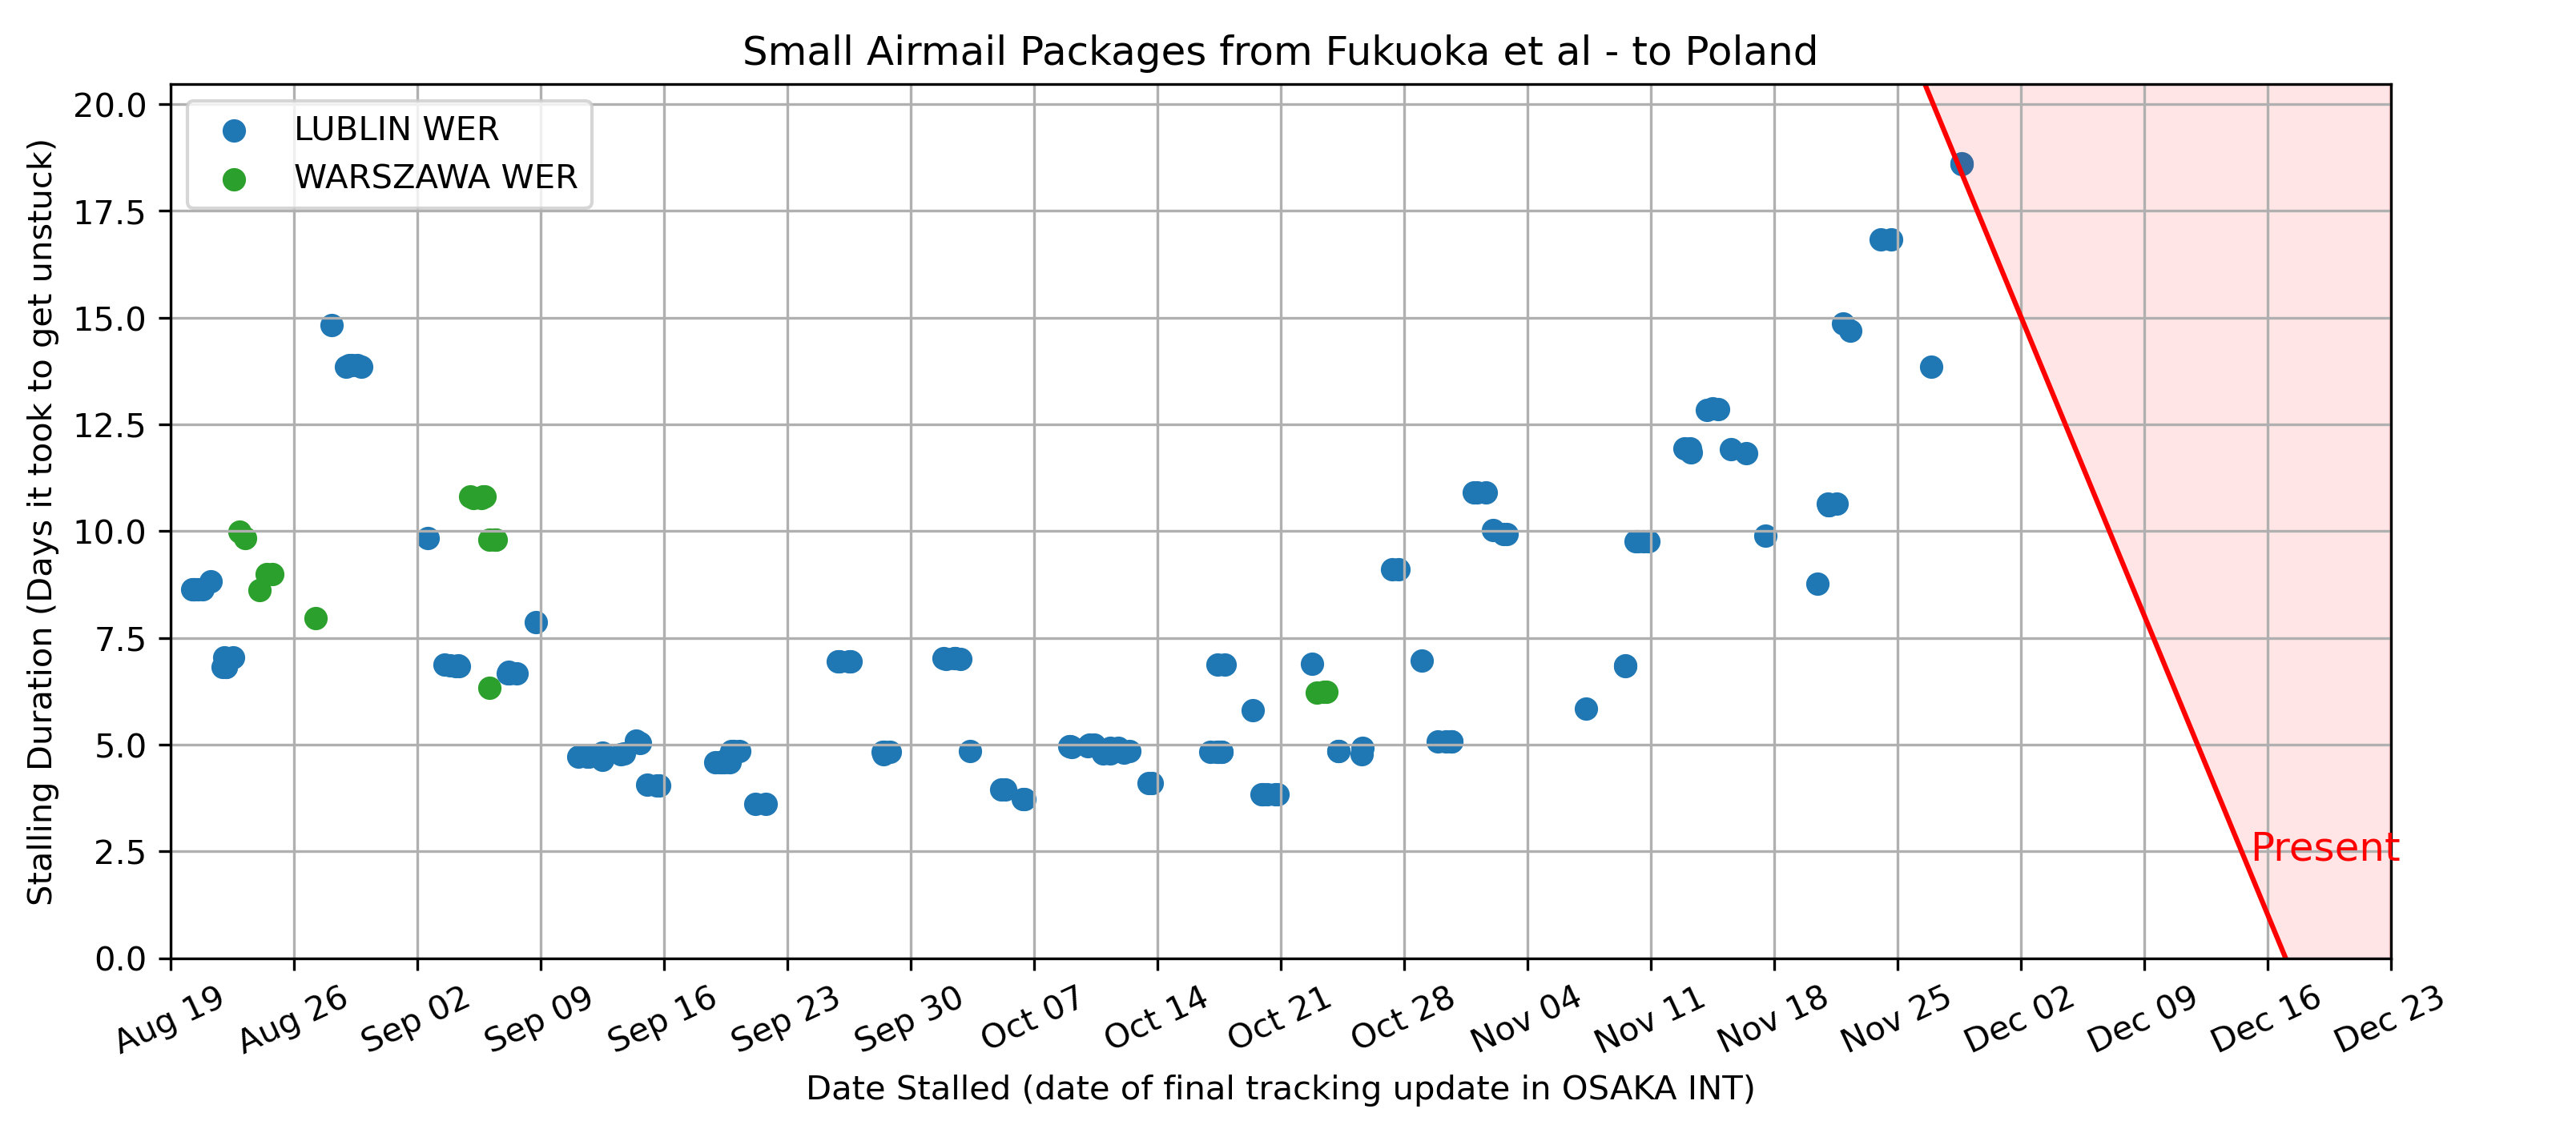 Small Airmail Packages from Fukuoka et al - to Poland
Stalling Duration (Days it took to get unstuck)
20.0
17.5
15.0
12.5
10.0
7.5
5.0
2.5
0.0
LUBLIN WER
WARSZAWA WER
Present
Aug 19
Aug 26
Sep 02
Sep 09
Sep 16
Sep 23
Sep 30
Oct 07
Oct 14
Oct 21
Oct 28
Nov 04
Nov 11
Nov 18
Nov 25
Dec 02
Dec 09
Dec 16
Dec 23
Date Stalled (date of final tracking update in OSAKA INT)